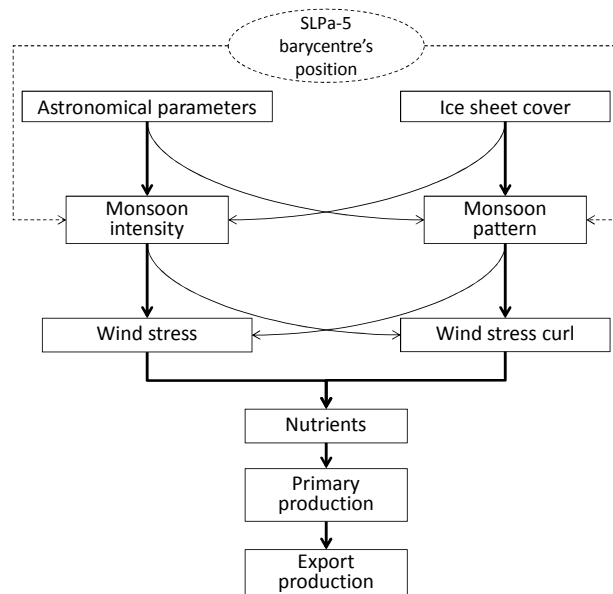 SLPa-5
barycentre's
position
Astronomical parameters
Ice sheet cover
Monsoon
intensity
Monsoon
pattern
Wind stress
Wind stress curl
Nutrients
Primary
production
Export
production